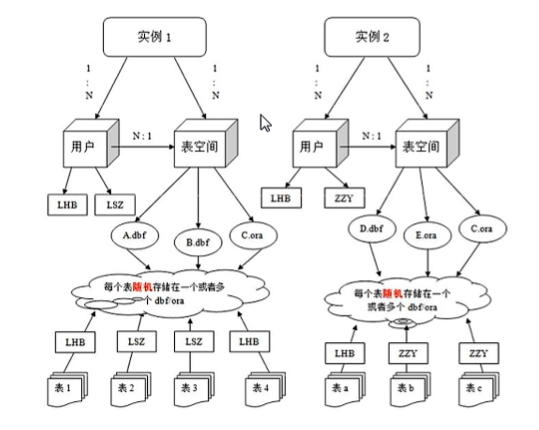 实例 1
实例 2
1
:
N
1
:
N
1
:
N
1
:
N
用户
N : 1
表空间
用户
N : 1
表空间
LHB
LSZ
LHB
ZZY
A.dbf
B.dbf
C.ora
D.dbf
E.ora
C.ora
每个表随机存储在一个或者多
个 dbf/ora
每个表随机存储在一个
或者多个 dbf/ora
LHB
LSZ
LSZ
LHB
LHB
ZZY
ZZY
表 1
表 2
表 3
表 4
表 a
表 b
表 c